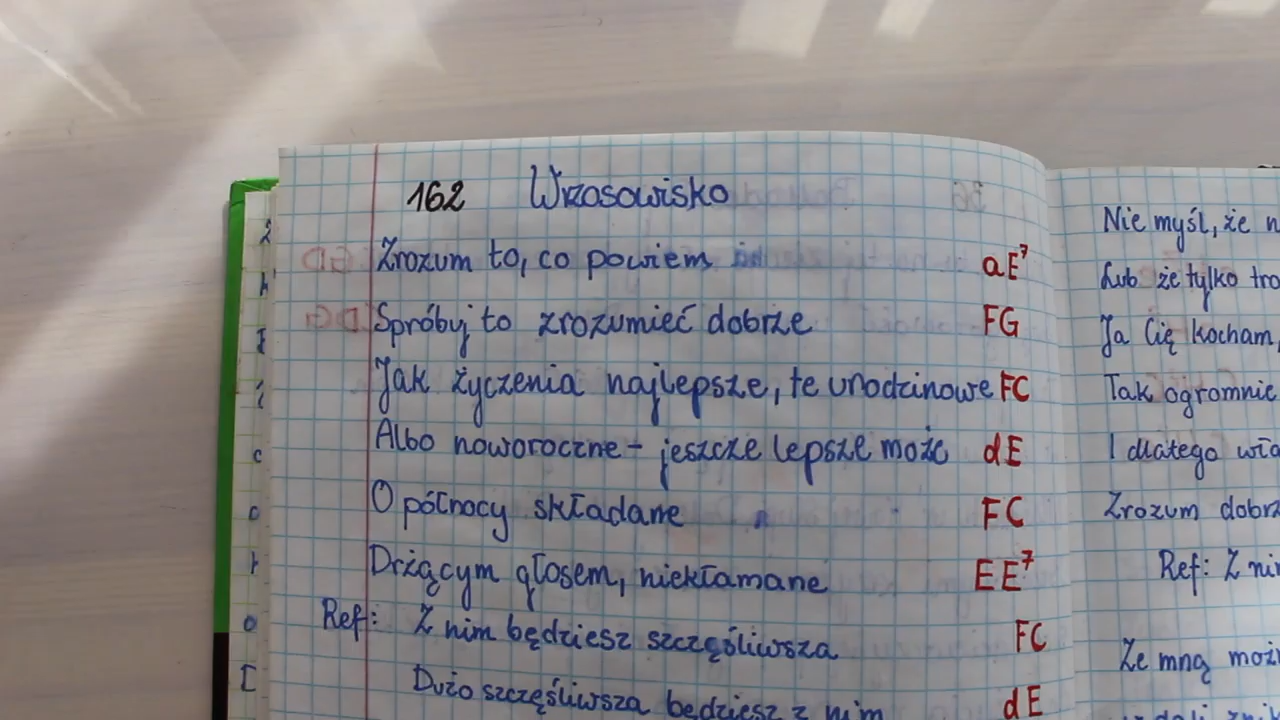 162 Wrzosowisko
Zrozum to, co powiem aE7
Spróbuj to zrozumieć dobrze FG
Jak życzenia najlepsze, te urodzinowe FC
Albo noworoczne - jeszcze lepsze może dE
O północy składane FC
Drżącym głosem, niekłamane EE7
Ref: Z nim będziesz szczęśliwsza FC
Dużo szczęśliwsza będziesz z nim dE
Nie myśl, że n
Lub że tylko tro
Ja Cię kocham,
Tak ogromnie
I dlatego wła
Zrozum dobrz
Ref: Z nim
Ze mną moż